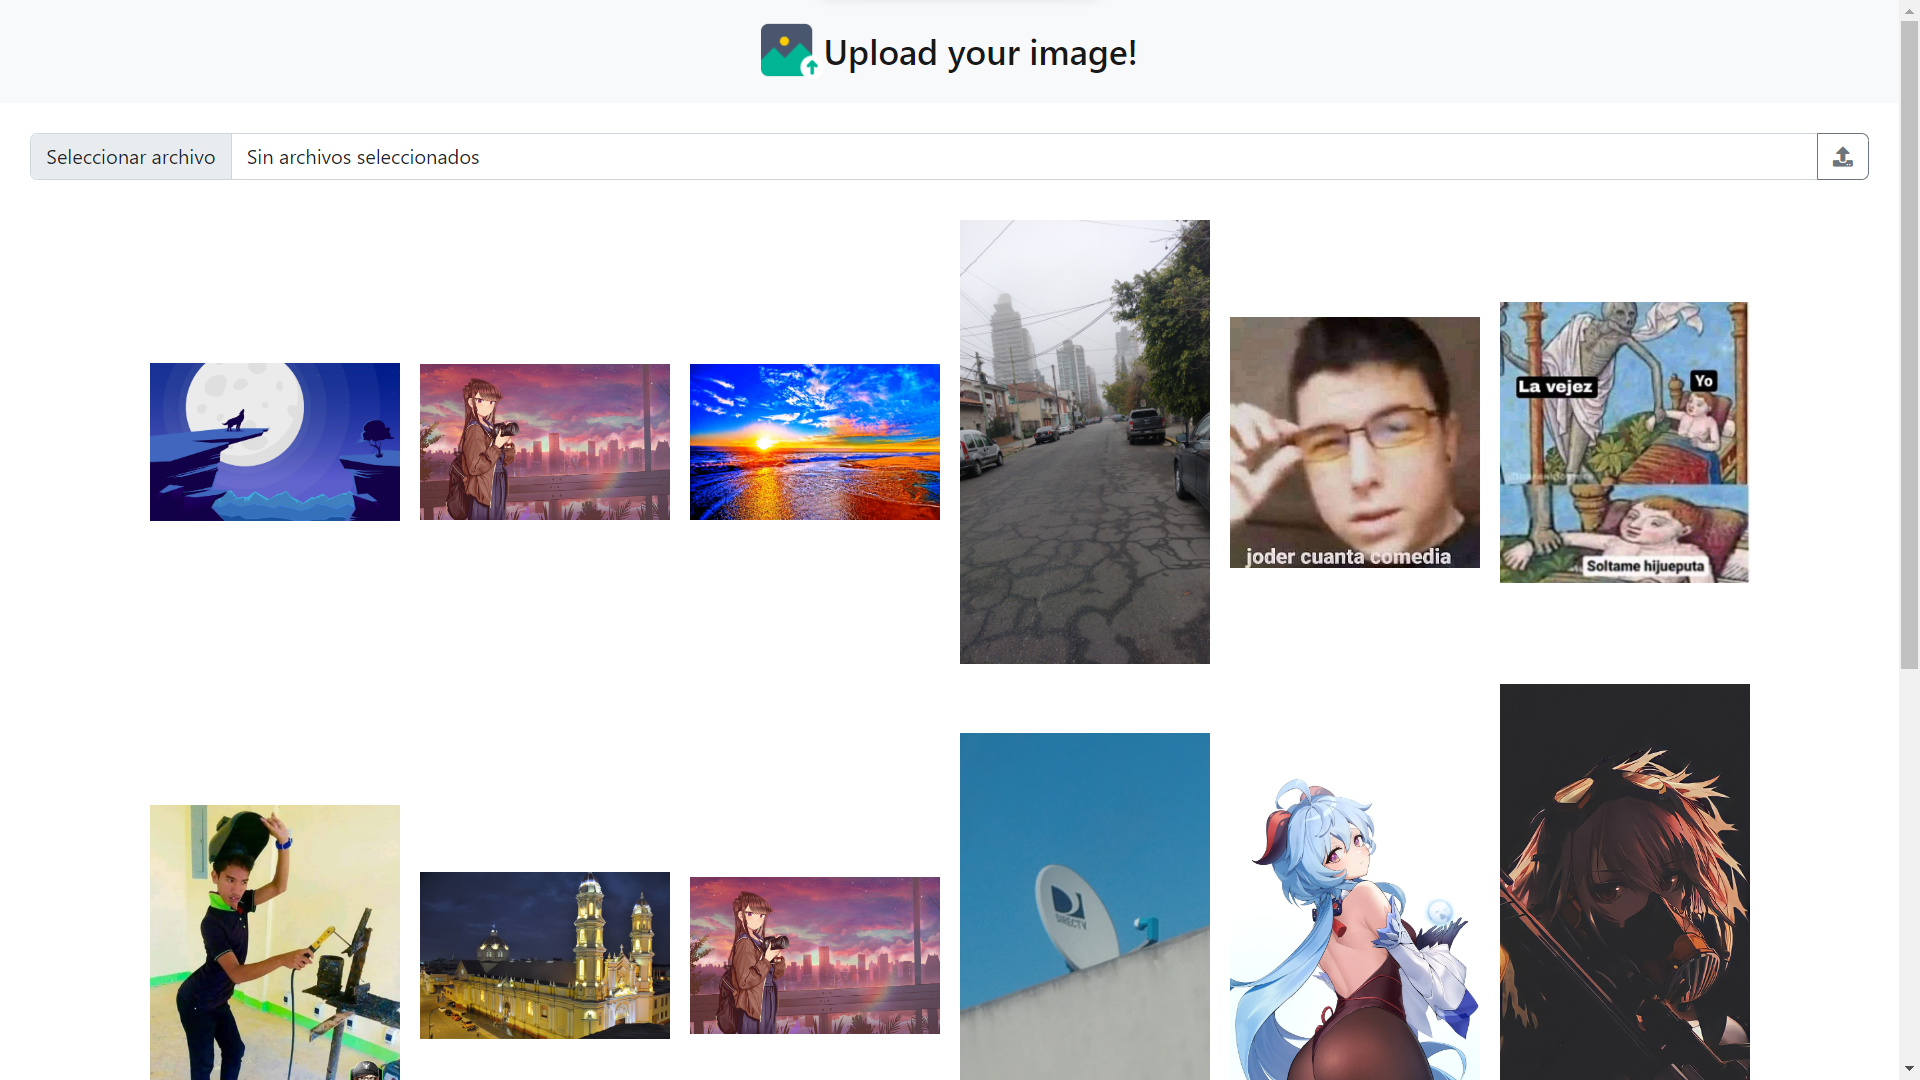 Upload your image!
Seleccionar archivo
Sin archivos seleccionados
La vejez
Yo
Soltame hijueputa
joder cuanta comedia
DIRECTV